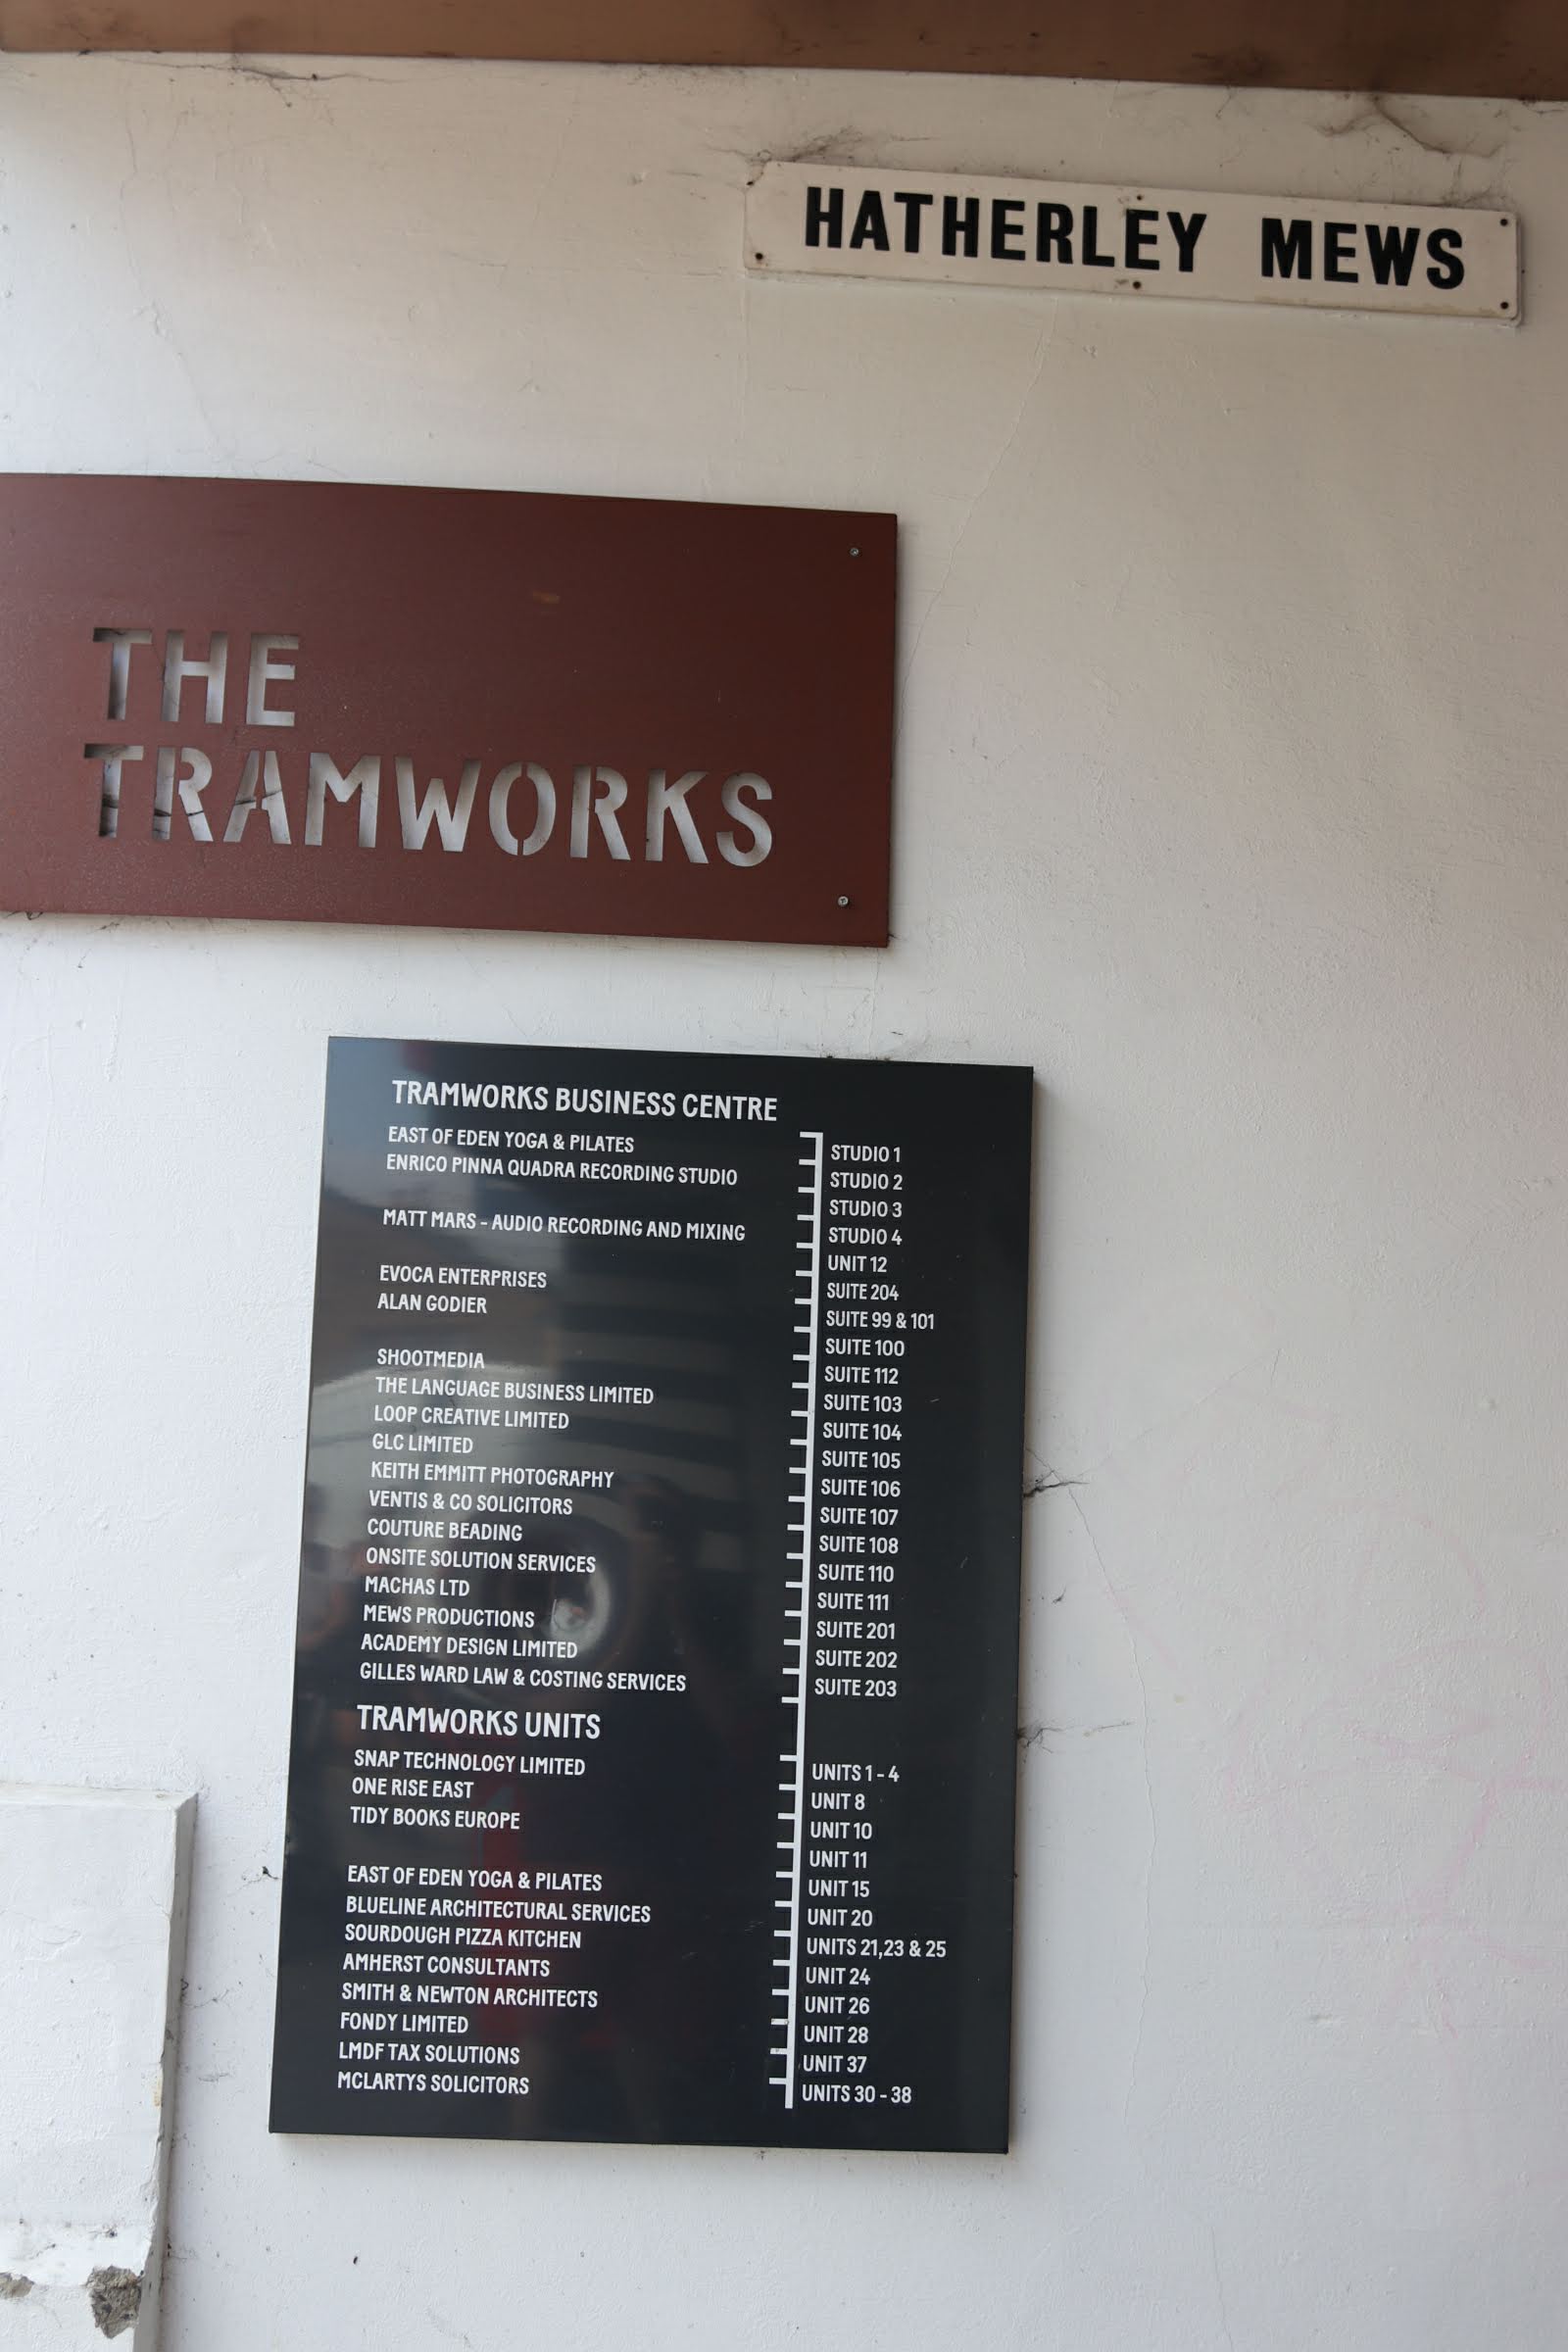 HATHERLEY MEWS
THE
TRAMWORKS
TRAMWORKS BUSINESS CENTRE
EAST OF EDEN YOGA & PILATES STUDIO 1
ENRICO PINNA QUADRA RECORDING STUDIO STUDIO 2
STUDIO 3
MATT MARS - AUDIO RECORDING AND MIXING STUDIO 4
UNIT 12
EVOCA ENTERPRISES SUITE 204
ALAN GODIER SUITE 99 & 101
SUITE 100
SHOOTMEDIA SUITE 112
THE LANGUAGE BUSINESS LIMITED SUITE 103
LOOP CREATIVE LIMITED SUITE 104
GLC LIMITED SUITE 105
KEITH EMMITT PHOTOGRAPHY SUITE 106
VENTIS & CO SOLICITORS SUITE 107
COUTURE BEADING SUITE 108
ONSITE SOLUTION SERVICES SUITE 110
MACHAS LTD SUITE 111
MEWS PRODUCTIONS SUITE 201
ACADEMY DESIGN LIMITED SUITE 202
GILLES WARD LAW & COSTING SERVICES SUITE 203
TRAMWORKS UNITS
SNAP TECHNOLOGY LIMITED UNITS 1 - 4
ONE RISE EAST UNIT 8
TIDY BOOKS EUROPE UNIT 10
UNIT 11
EAST OF EDEN YOGA & PILATES UNIT 15
BLUELINE ARCHITECTURAL SERVICES UNIT 20
SOURDOUGH PIZZA KITCHEN UNITS 21,23 & 25
AMHERST CONSULTANTS UNIT 24
SMITH & NEWTON ARCHITECTS UNIT 26
FONDY LIMITED UNIT 28
LMDF TAX SOLUTIONS UNIT 37
MCLARTYS SOLICITORS UNITS 30 - 38